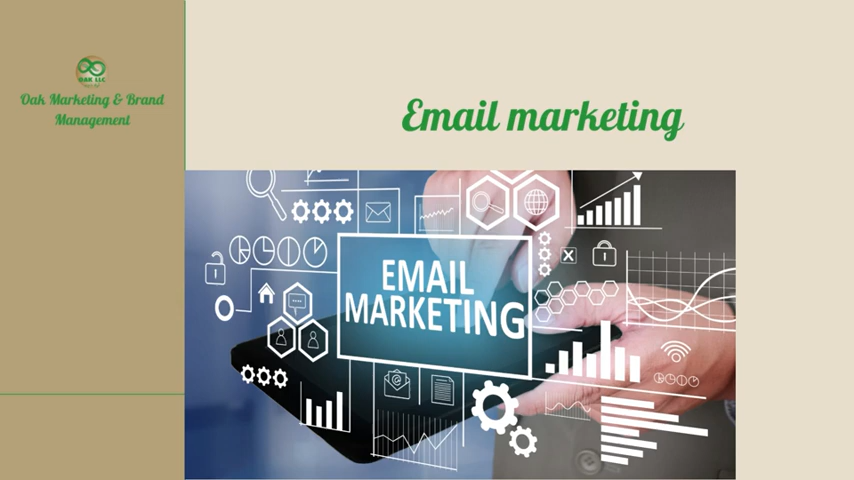 OAK LLC
Oak Marketing & Brand
Management
Email marketing
EMAIL
MARKETING